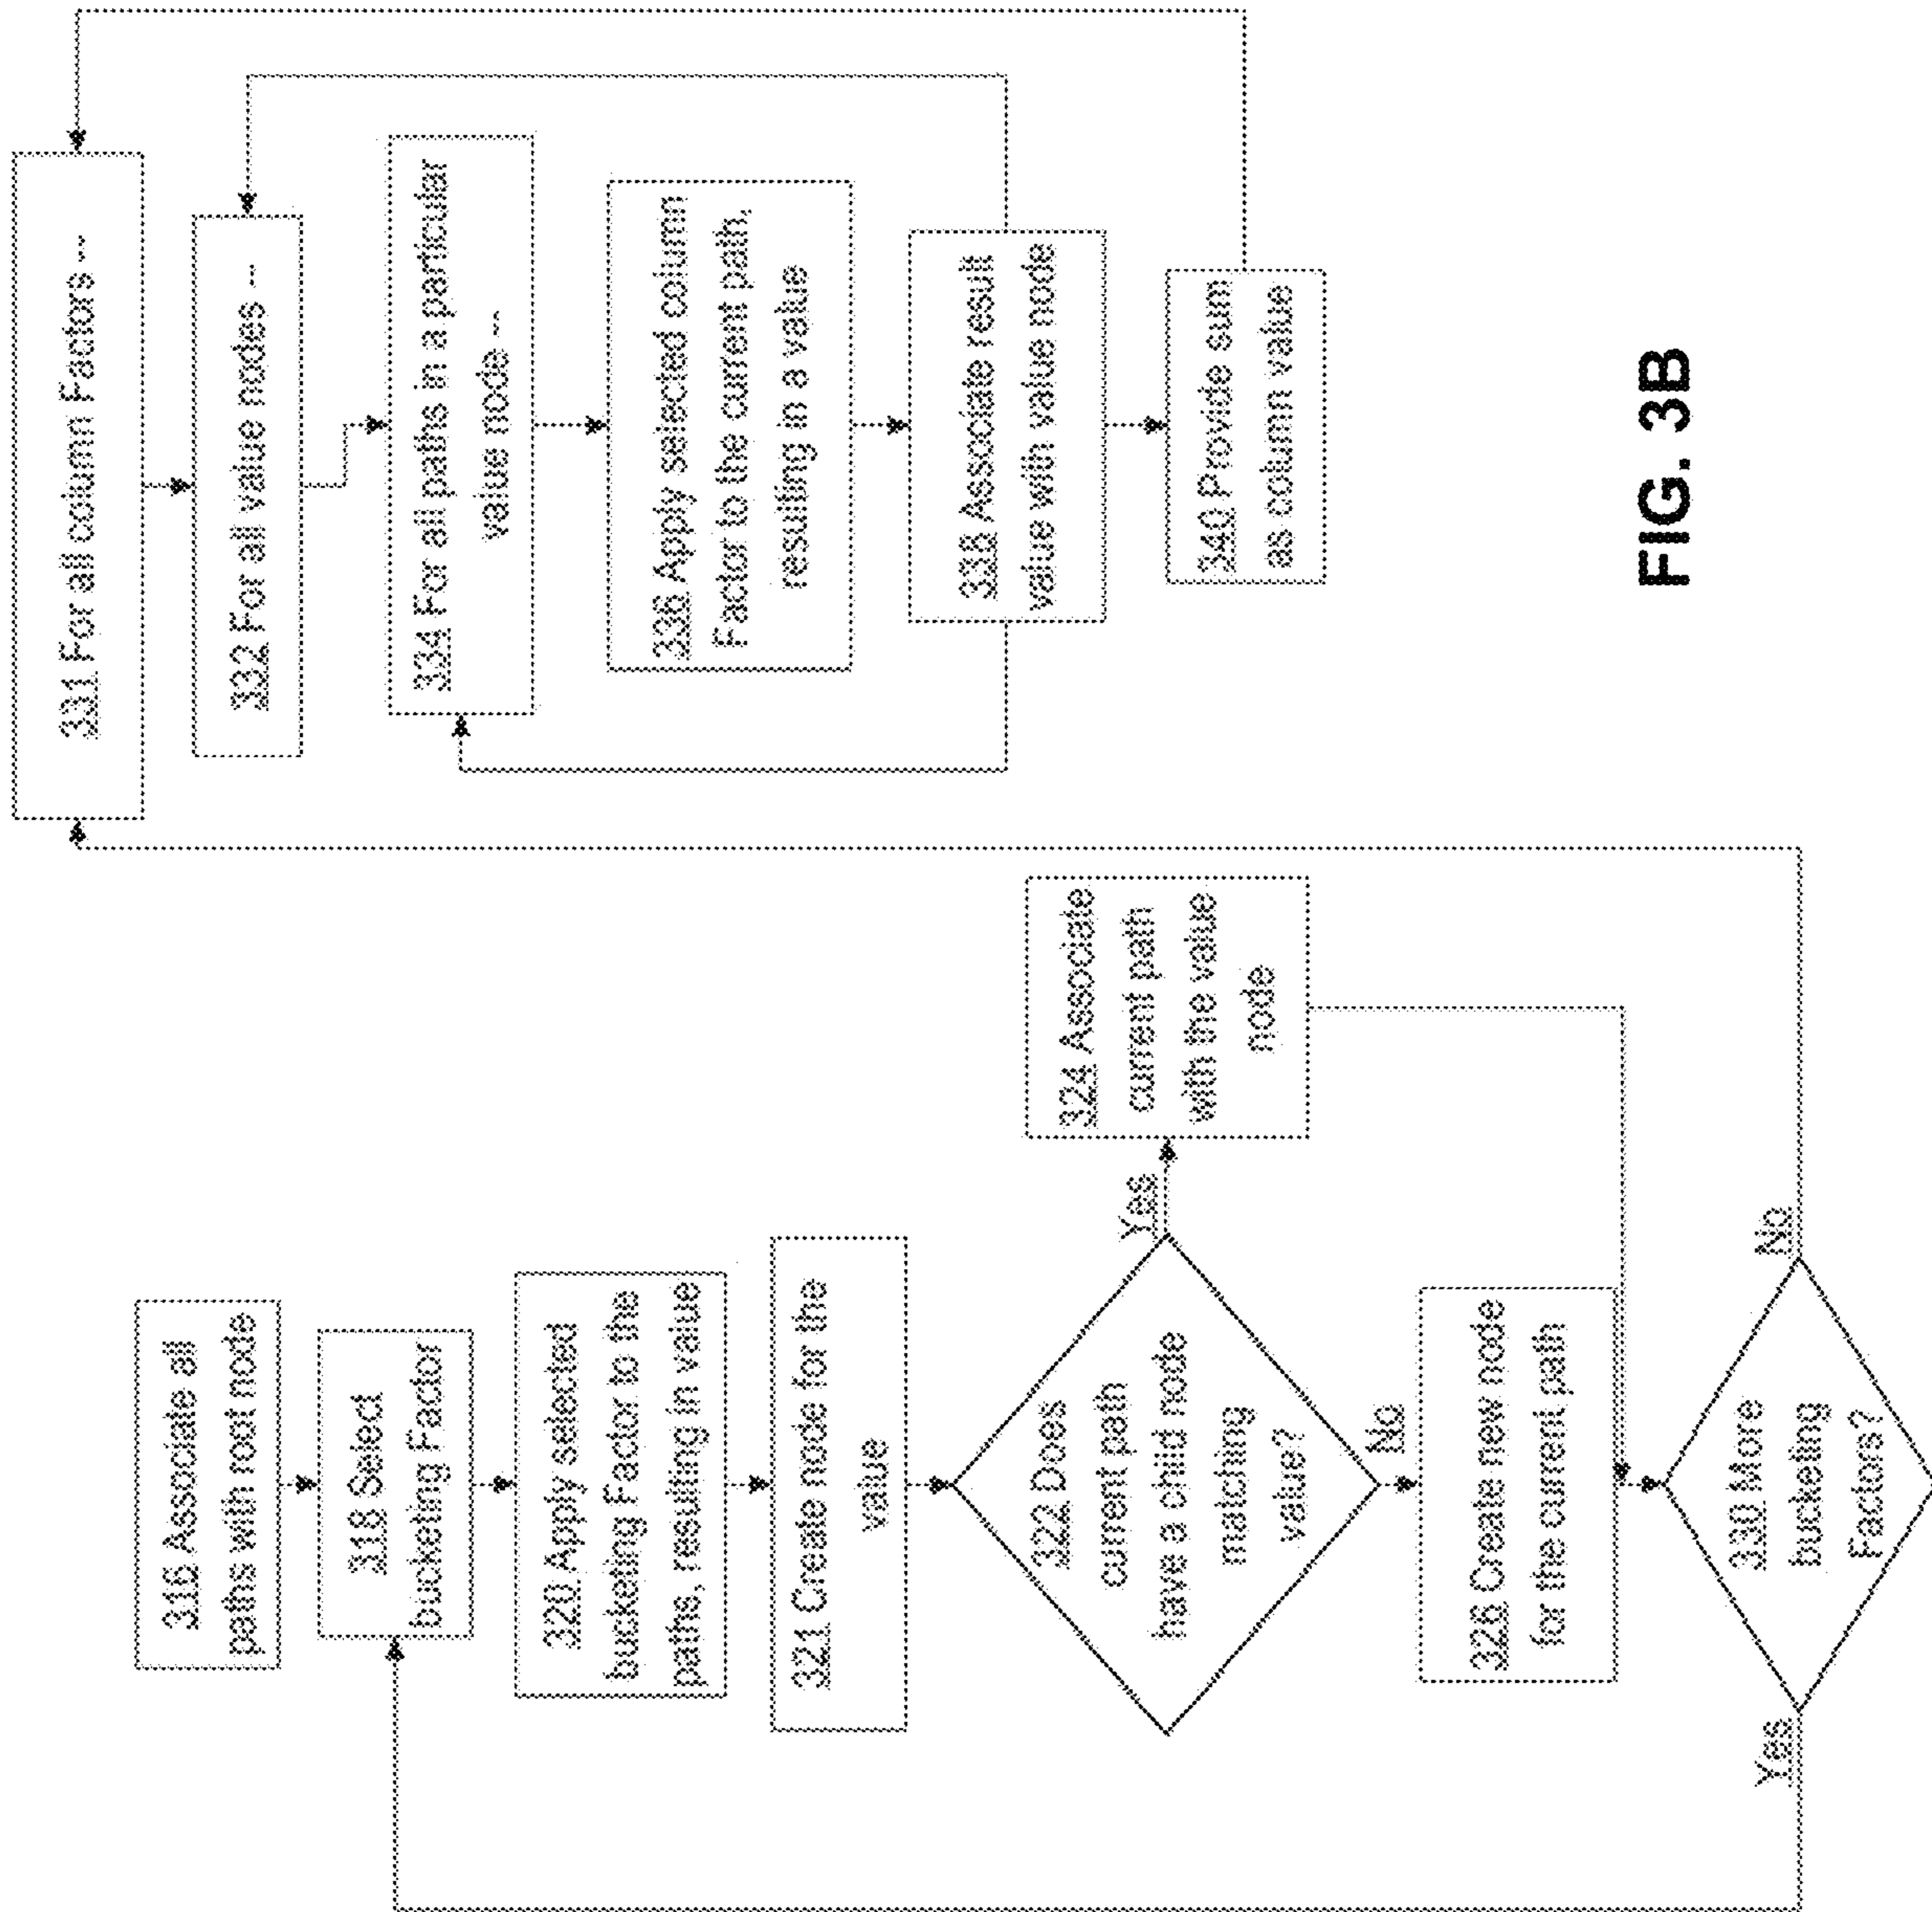 316 Associate all
paths with root node
318 Select
bucketing Factor
320 Apply selected
bucketing Factor to the
paths, resulting in value
321 Create node for the
value
322 Does
current path
have a child node
matching
value?
Yes
324 Associate
current path
with the value
node
No
326 Create new node
for the current path
330 More
bucketing
Factors?
Yes
No
331 For all column Factors --
332 For all value nodes --
334 For all paths in a particular
value node --
336 Apply selected column
Factor to the current path,
resulting in a value
338 Associate result
value with value node
340 Provide sum
as column value
FIG. 3B